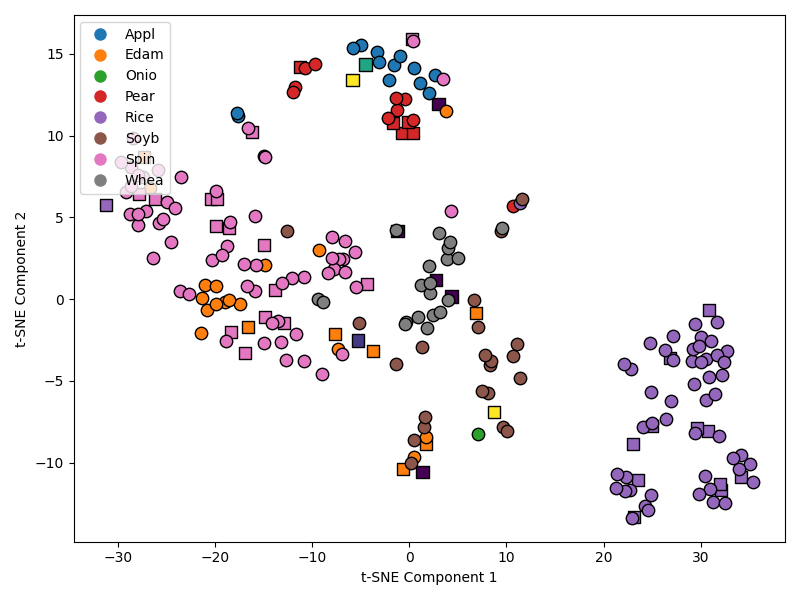 Appl
Edam
Onio
Pear
Rice
Soyb
Spin
Whea
15
10
5
0
−5
−10
−30
−20
−10
0
10
20
30
t-SNE Component 1
t-SNE Component 2